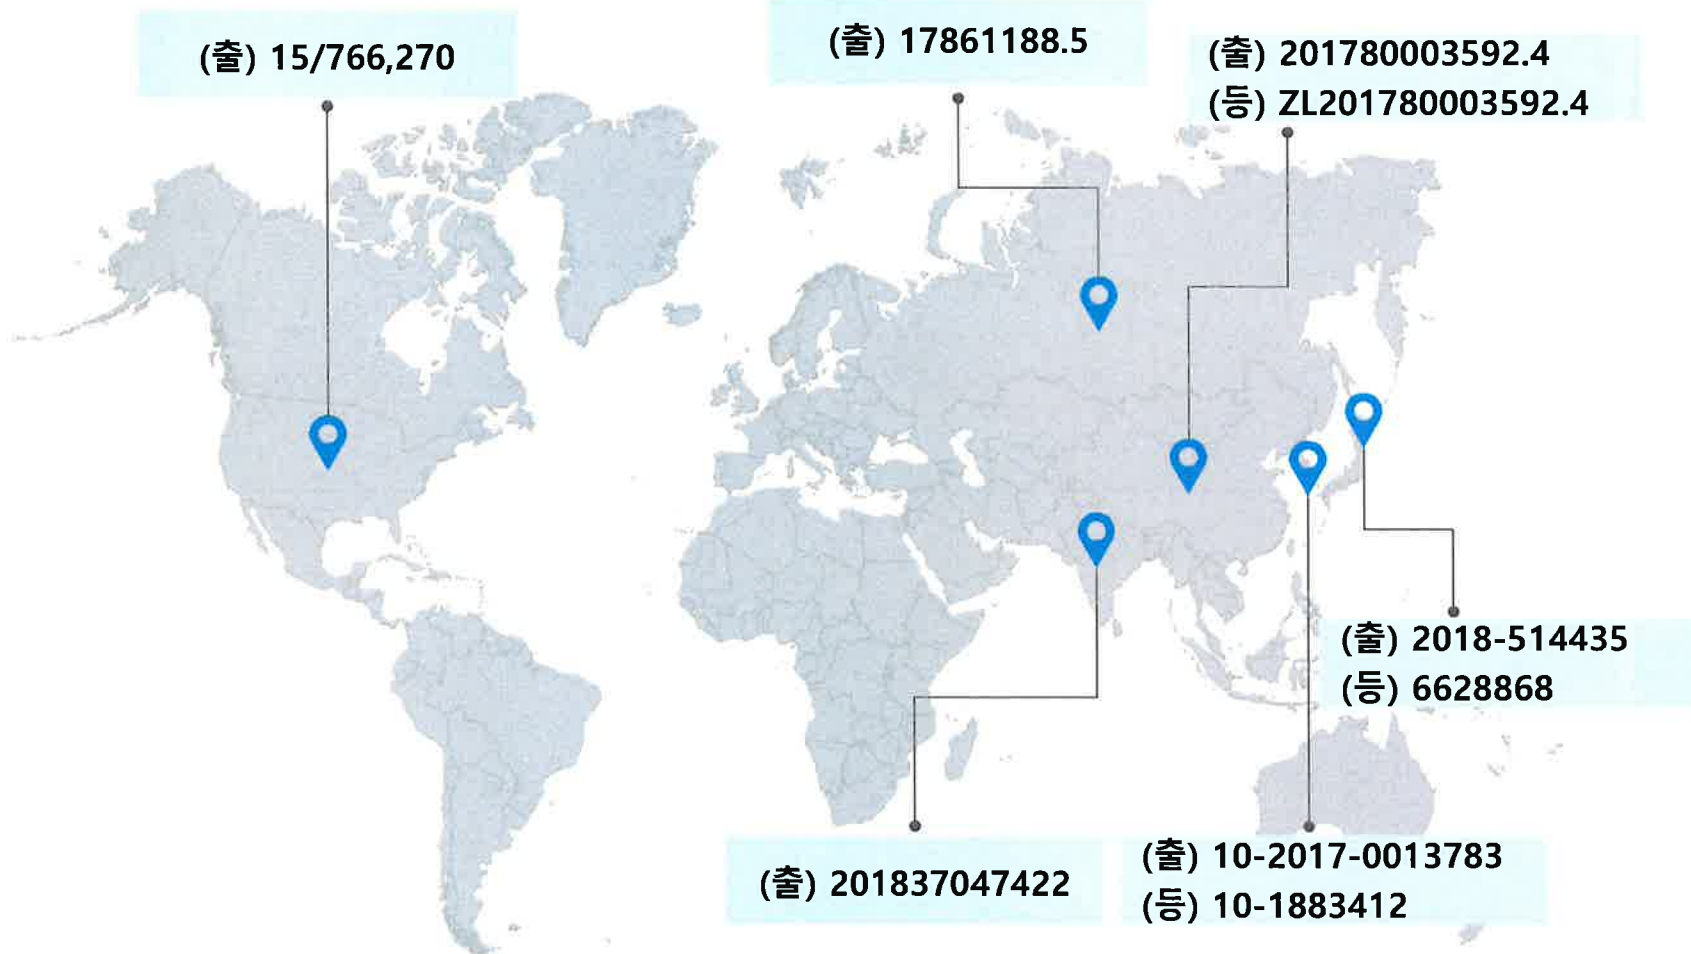 (출) 15/766,270
(출) 17861188.5
(출) 201780003592.4
(등) ZL201780003592.4
(출) 2018-514435
(등) 6628868
(출) 201837047422
(출) 10-2017-0013783
(등) 10-1883412